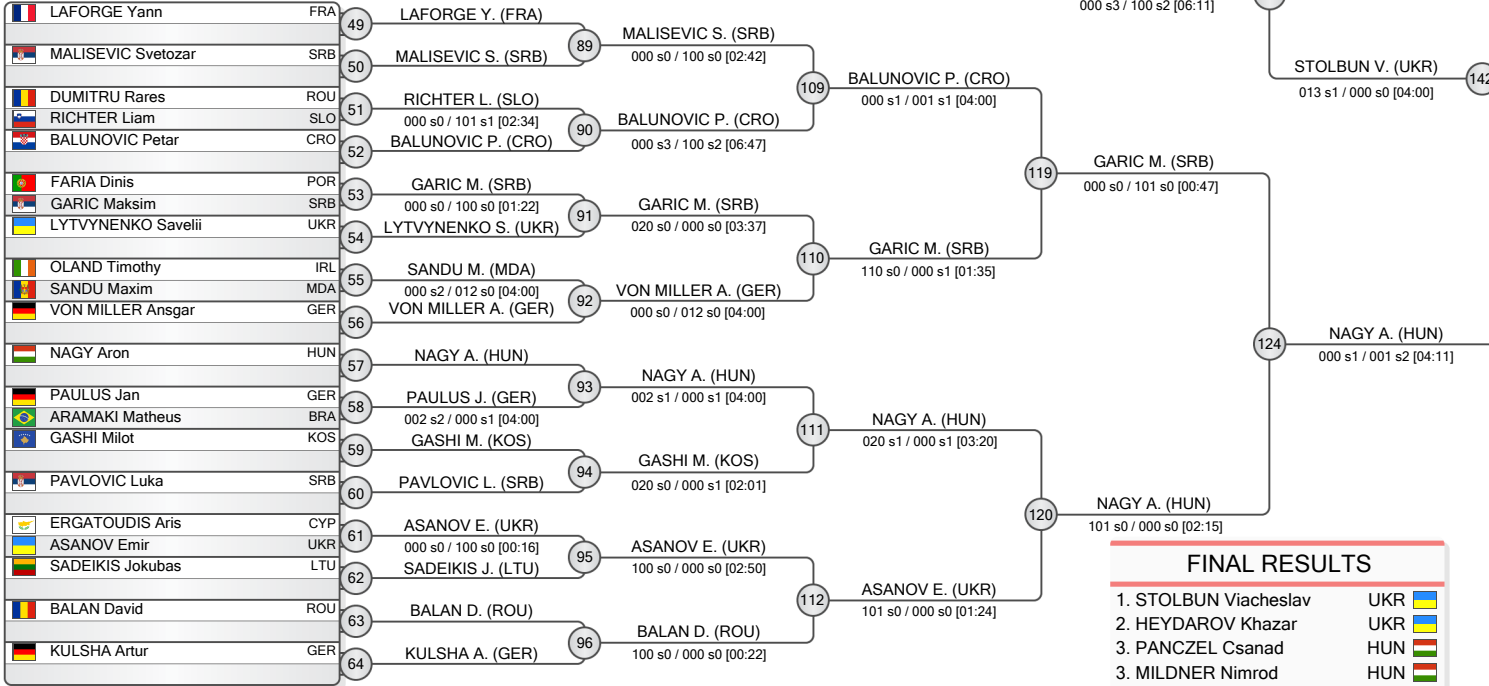 LAFORGE Yann FRA
MALISEVIC Svetozar SRB
DUMITRU Rares ROU
RICHTER Liam SLO
BALUNOVIC Petar CRO
FARIA Dinis POR
GARIC Maksim SRB
LYTVYNENKO Savelii UKR
OLAND Timothy IRL
SANDU Maxim MDA
VON MILLER Ansgar GER
NAGY Aron HUN
PAULUS Jan GER
ARAMAKI Matheus BRA
GASHI Milot KOS
PAVLOVIC Luka SRB
ERGATOUDIS Aris CYP
ASANOV Emir UKR
SADEIKIS Jokubas LTU
BALAN David ROU
KULSHA Artur GER
49
50
51
52
53
54
55
56
57
58
59
60
61
62
63
64
LAFORGE Y. (FRA)
MALISEVIC S. (SRB)
RICHTER L. (SLO)
000 s0 / 101 s1 [02:34]
BALUNOVIC P. (CRO)
GARIC M. (SRB)
000 s0 / 100 s0 [01:22]
LYTVYNENKO S. (UKR)
SANDU M. (MDA)
000 s2 / 012 s0 [04:00]
VON MILLER A. (GER)
NAGY A. (HUN)
PAULUS J. (GER)
002 s2 / 000 s1 [04:00]
GASHI M. (KOS)
PAVLOVIC L. (SRB)
ASANOV E. (UKR)
000 s0 / 100 s0 [00:16]
SADEIKIS J. (LTU)
BALAN D. (ROU)
KULSHA A. (GER)
89
90
91
92
93
94
95
96
MALISEVIC S. (SRB)
000 s0 / 100 s0 [02:42]
BALUNOVIC P. (CRO)
000 s3 / 100 s2 [06:47]
GARIC M. (SRB)
020 s0 / 000 s0 [03:37]
VON MILLER A. (GER)
000 s0 / 012 s0 [04:00]
NAGY A. (HUN)
002 s1 / 000 s1 [04:00]
GASHI M. (KOS)
020 s0 / 000 s1 [02:01]
ASANOV E. (UKR)
100 s0 / 000 s0 [02:50]
BALAN D. (ROU)
100 s0 / 000 s0 [00:22]
109
110
111
112
BALUNOVIC P. (CRO)
000 s1 / 001 s1 [04:00]
GARIC M. (SRB)
110 s0 / 000 s1 [01:35]
NAGY A. (HUN)
020 s1 / 000 s1 [03:20]
ASANOV E. (UKR)
101 s0 / 000 s0 [01:24]
119
120
GARIC M. (SRB)
000 s0 / 101 s0 [00:47]
NAGY A. (HUN)
101 s0 / 000 s0 [02:15]
124
NAGY A. (HUN)
000 s1 / 001 s2 [04:11]
000 s3 / 100 s2 [06:11]
STOLBUN V. (UKR)
013 s1 / 000 s0 [04:00]
142
FINAL RESULTS
1. STOLBUN Viacheslav UKR
2. HEYDAROV Khazar UKR
3. PANCZEL Csanad HUN
3. MILDNER Nimrod HUN